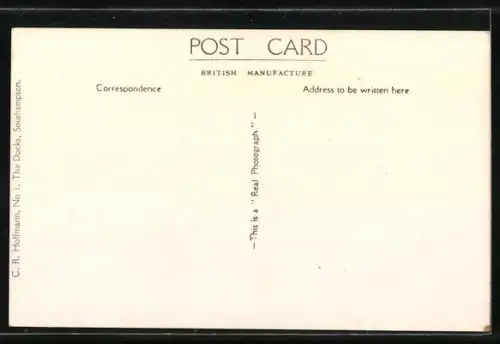 POST CARD
BRITISH MANUFACTURE
Correspondence
Address to be written here
—This is a "Real Photograph."—
C. R. Hoffmann, No 1. The Docks, Southampton.